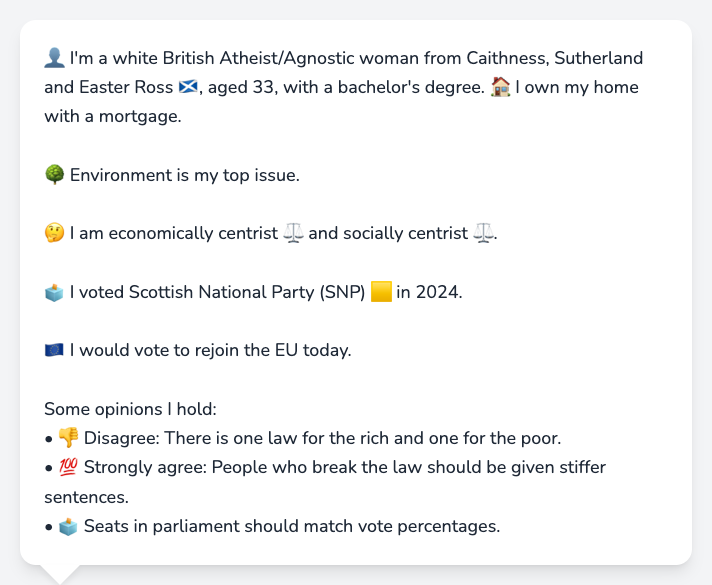 👤 I'm a white British Atheist/Agnostic woman from Caithness, Sutherland
and Easter Ross 🏴󠁧󠁢󠁳󠁣󠁴󠁿, aged 33, with a bachelor's degree. 🏠 I own my home
with a mortgage.
🌳 Environment is my top issue.
🤔 I am economically centrist ⚖️ and socially centrist ⚖️.
🗳️ I voted Scottish National Party (SNP) 🟨 in 2024.
🇪🇺 I would vote to rejoin the EU today.
Some opinions I hold:
• 👎 Disagree: There is one law for the rich and one for the poor.
• 💯 Strongly agree: People who break the law should be given stiffer
sentences.
• 🗳️ Seats in parliament should match vote percentages.